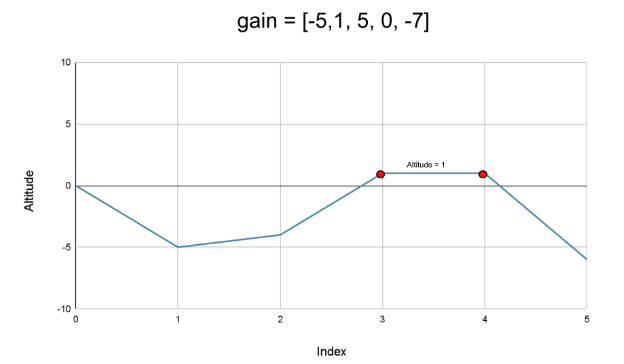 gain = [-5,1, 5, 0, -7]
10
5
0
-5
-10
Altitude
Altitude = 1
0 1 2 3 4 5
Index